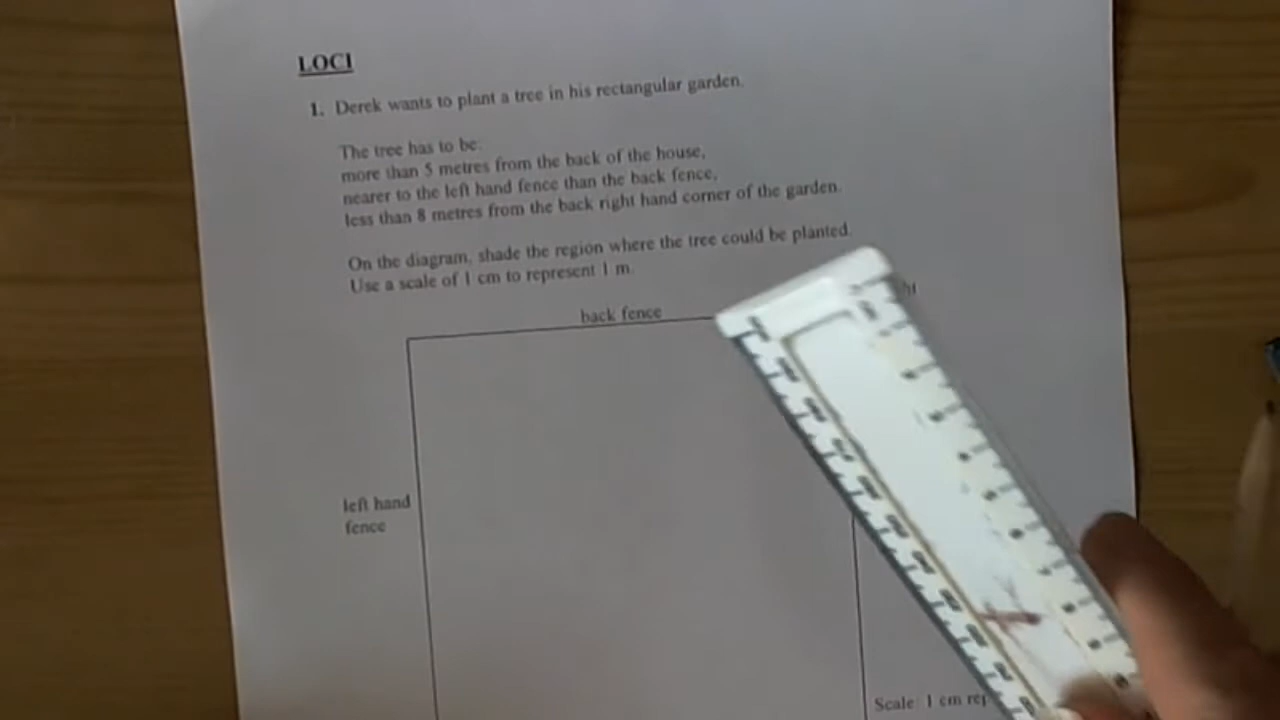 LOCI
1. Derek wants to plant a tree in his rectangular garden.
The tree has to be:
more than 5 metres from the back of the house,
nearer to the left hand fence than the back fence,
less than 8 metres from the back right hand corner of the garden.
On the diagram, shade the region where the tree could be planted.
Use a scale of 1 cm to represent 1 m.
back fence
left hand
fence
Scale: 1 cm rep